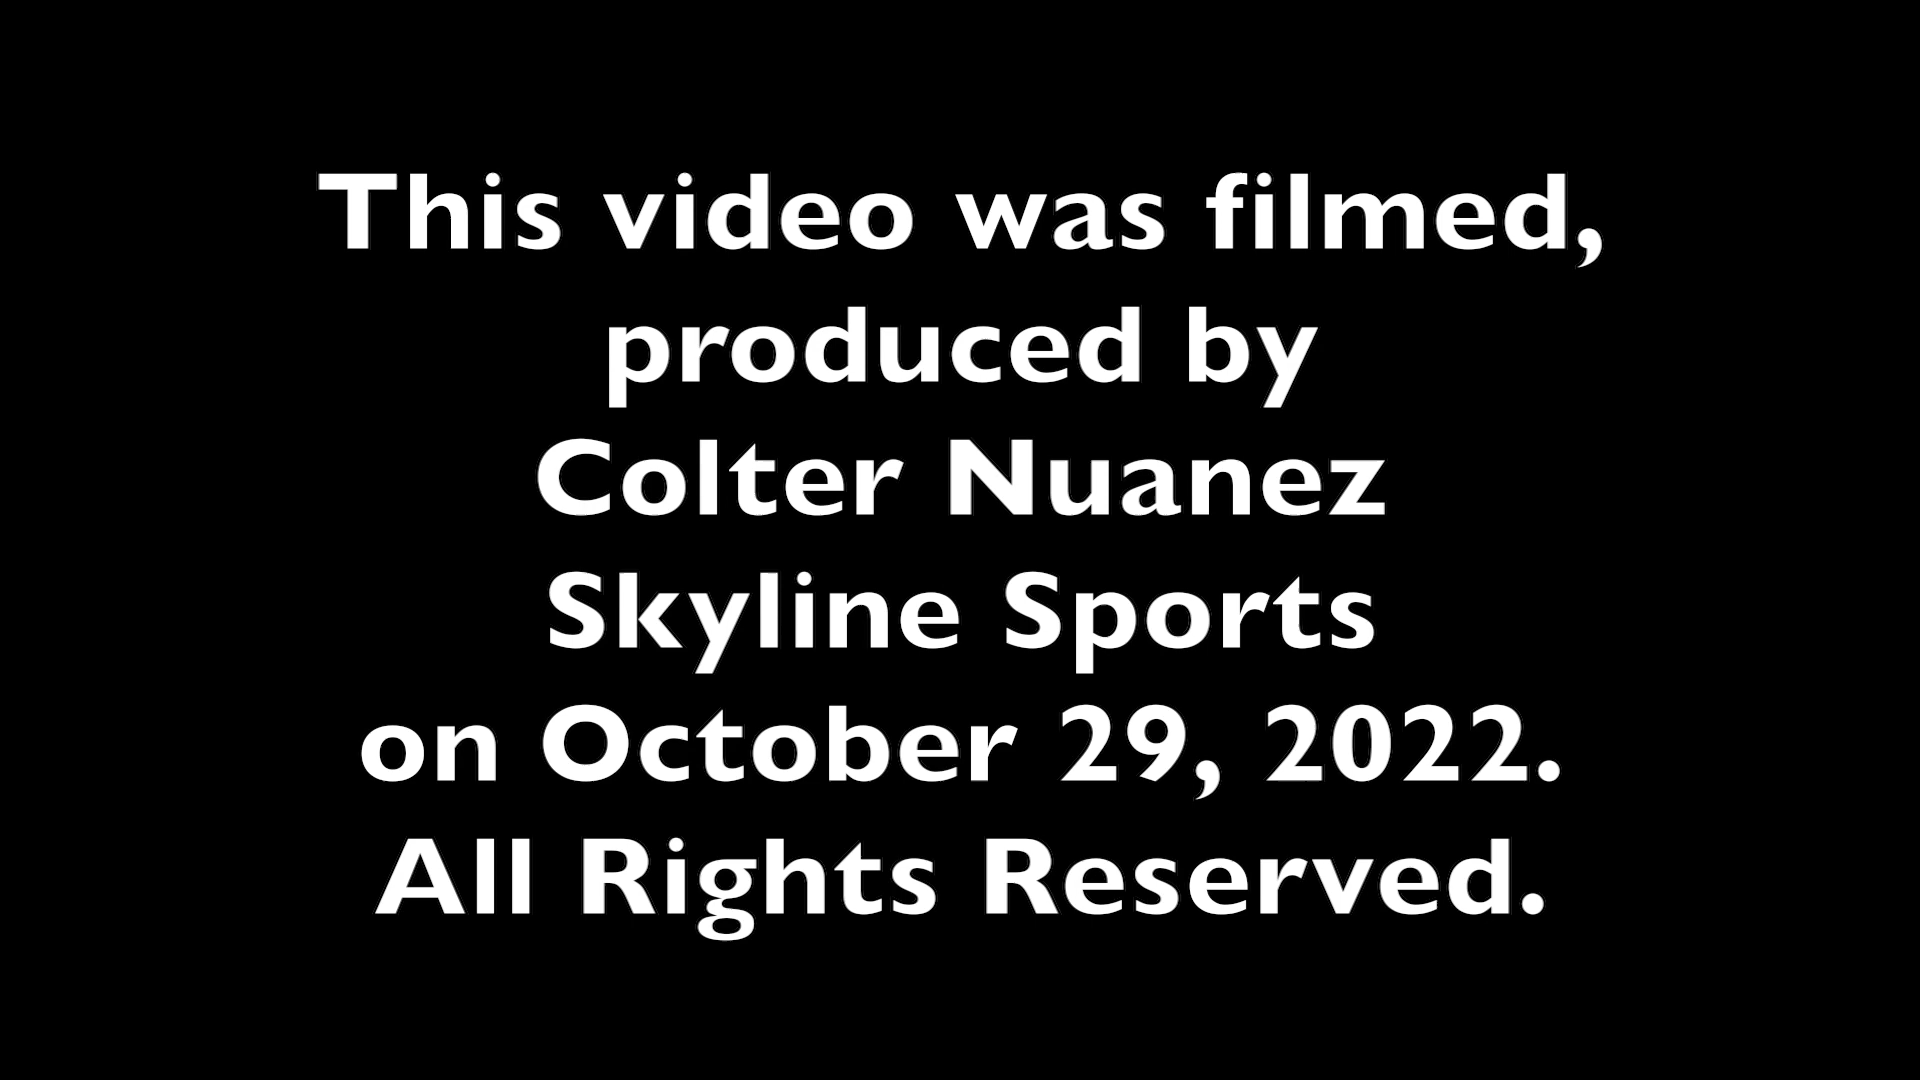 This video was filmed,
produced by
Colter Nuanez
Skyline Sports
on October 29, 2022.
All Rights Reserved.